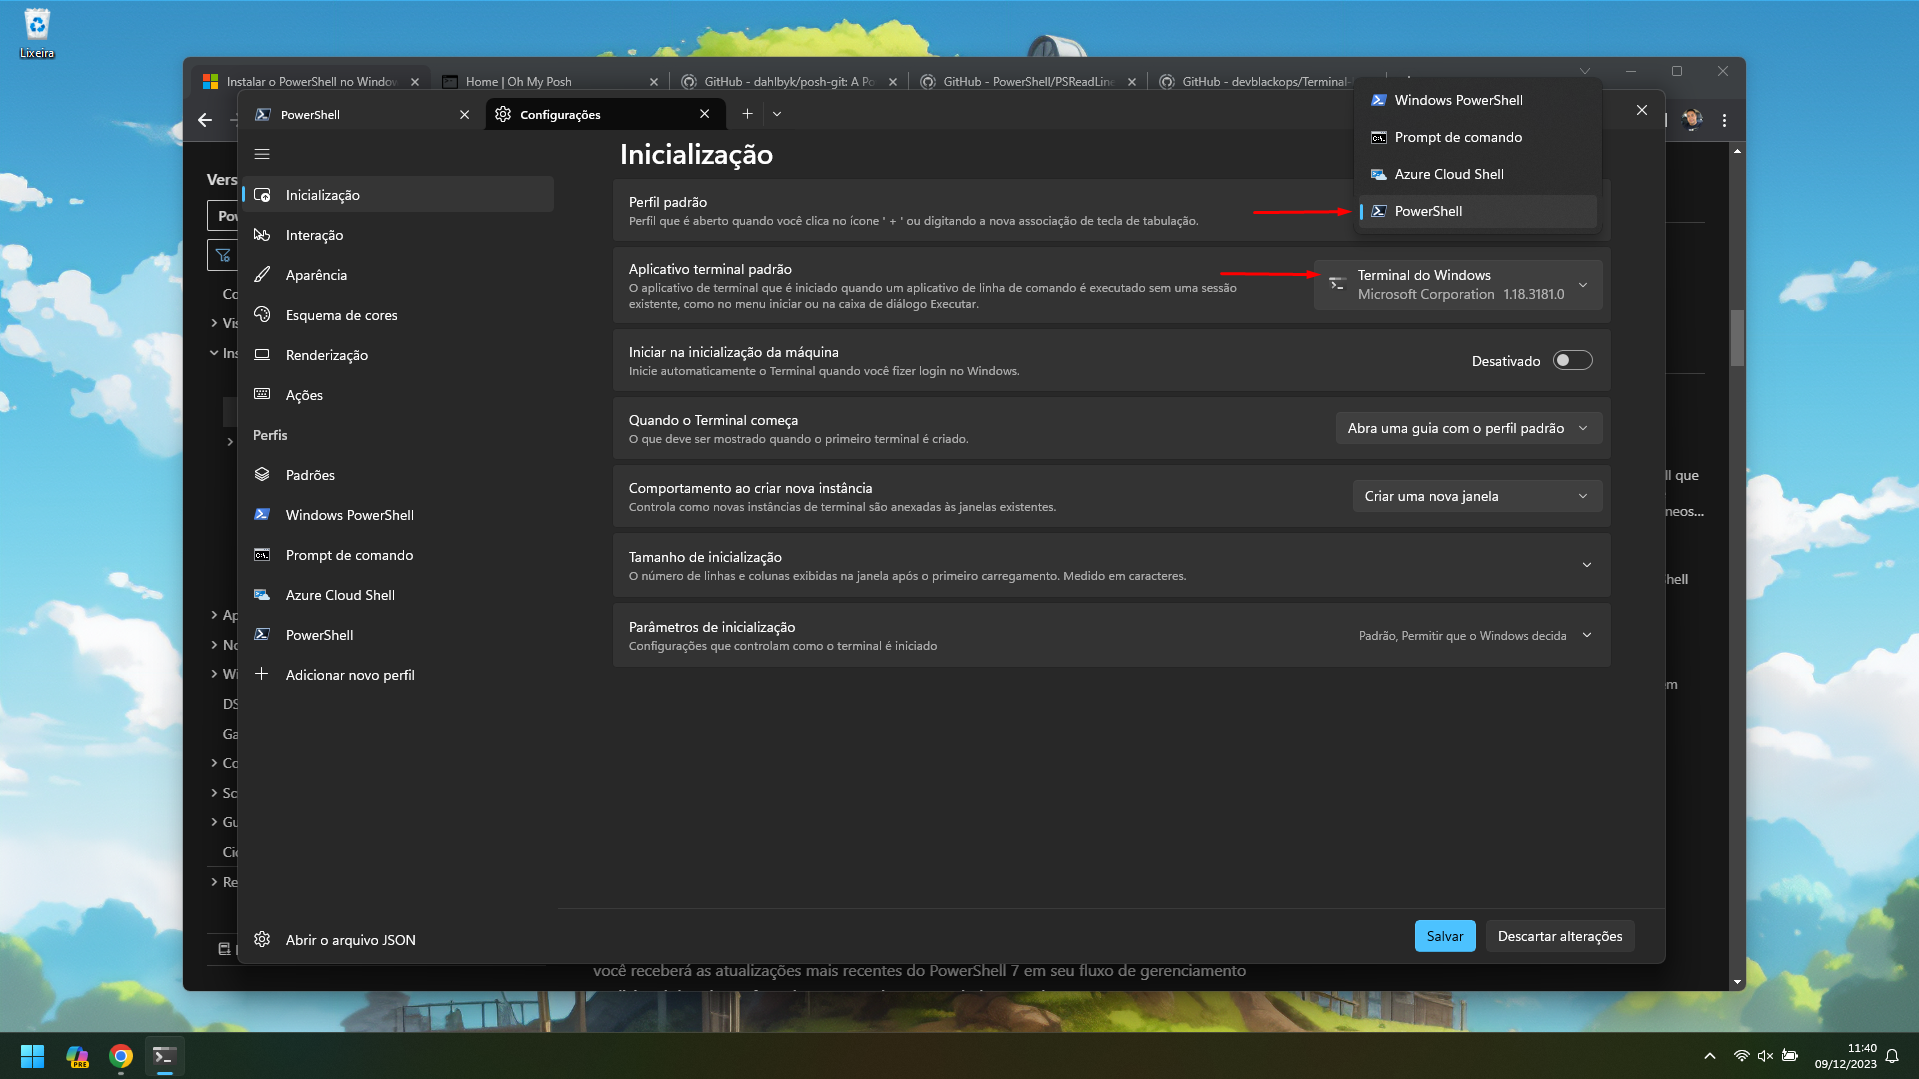 Lixeira
Instalar o PowerShell no Window
Home | Oh My Posh
GitHub - dahlbyk/posh-git: A Po
GitHub - PowerShell/PSReadLine
GitHub - devblackops/Terminal-
PowerShell
Configurações
Windows PowerShell
Prompt de comando
Azure Cloud Shell
PowerShell
Vers
Po
Co
Vis
Ins
Ap
No
Wi
DS
Ga
Co
Sc
Gu
Ci
Re
Inicialização
Interação
Aparência
Esquema de cores
Renderização
Ações
Perfis
Padrões
Windows PowerShell
Prompt de comando
Azure Cloud Shell
PowerShell
Adicionar novo perfil
Abrir o arquivo JSON
Inicialização
Perfil padrão
Perfil que é aberto quando você clica no ícone ' + ' ou digitando a nova associação de tecla de tabulação.
Aplicativo terminal padrão
O aplicativo de terminal que é iniciado quando um aplicativo de linha de comando é executado sem uma sessão
existente, como no menu iniciar ou na caixa de diálogo Executar.
Terminal do Windows
Microsoft Corporation 1.18.3181.0
Iniciar na inicialização da máquina
Inicie automaticamente o Terminal quando você fizer login no Windows.
Desativado
Quando o Terminal começa
O que deve ser mostrado quando o primeiro terminal é criado.
Abra uma guia com o perfil padrão
Comportamento ao criar nova instância
Controla como novas instâncias de terminal são anexadas às janelas existentes.
Criar uma nova janela
Tamanho de inicialização
O número de linhas e colunas exibidas na janela após o primeiro carregamento. Medido em caracteres.
Parâmetros de inicialização
Configurações que controlam como o terminal é iniciado
Padrão, Permitir que o Windows decida
ll que
neos...
hell
em
Salvar
Descartar alterações
você receberá as atualizações mais recentes do PowerShell 7 em seu fluxo de gerenciamento
PRE
11:40
09/12/2023